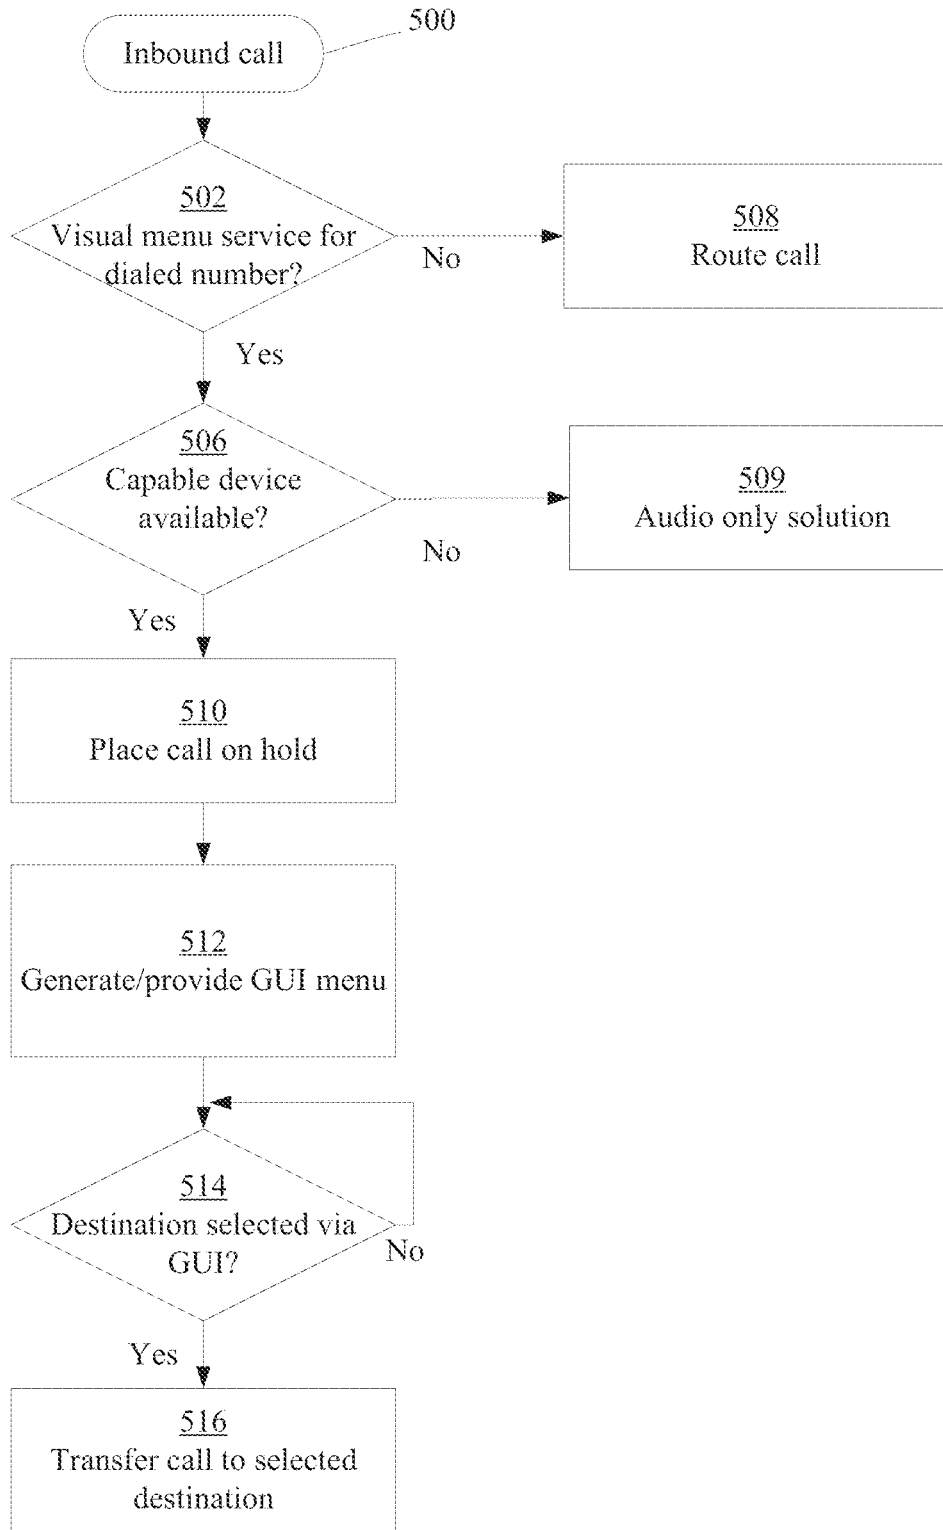 500
Inbound call
502
Visual menu service for
dialed number?
No
508
Route call
Yes
506
Capable device
available?
No
509
Audio only solution
Yes
510
Place call on hold
512
Generate/provide GUI menu
514
Destination selected via
GUI?
No
Yes
516
Transfer call to selected
destination